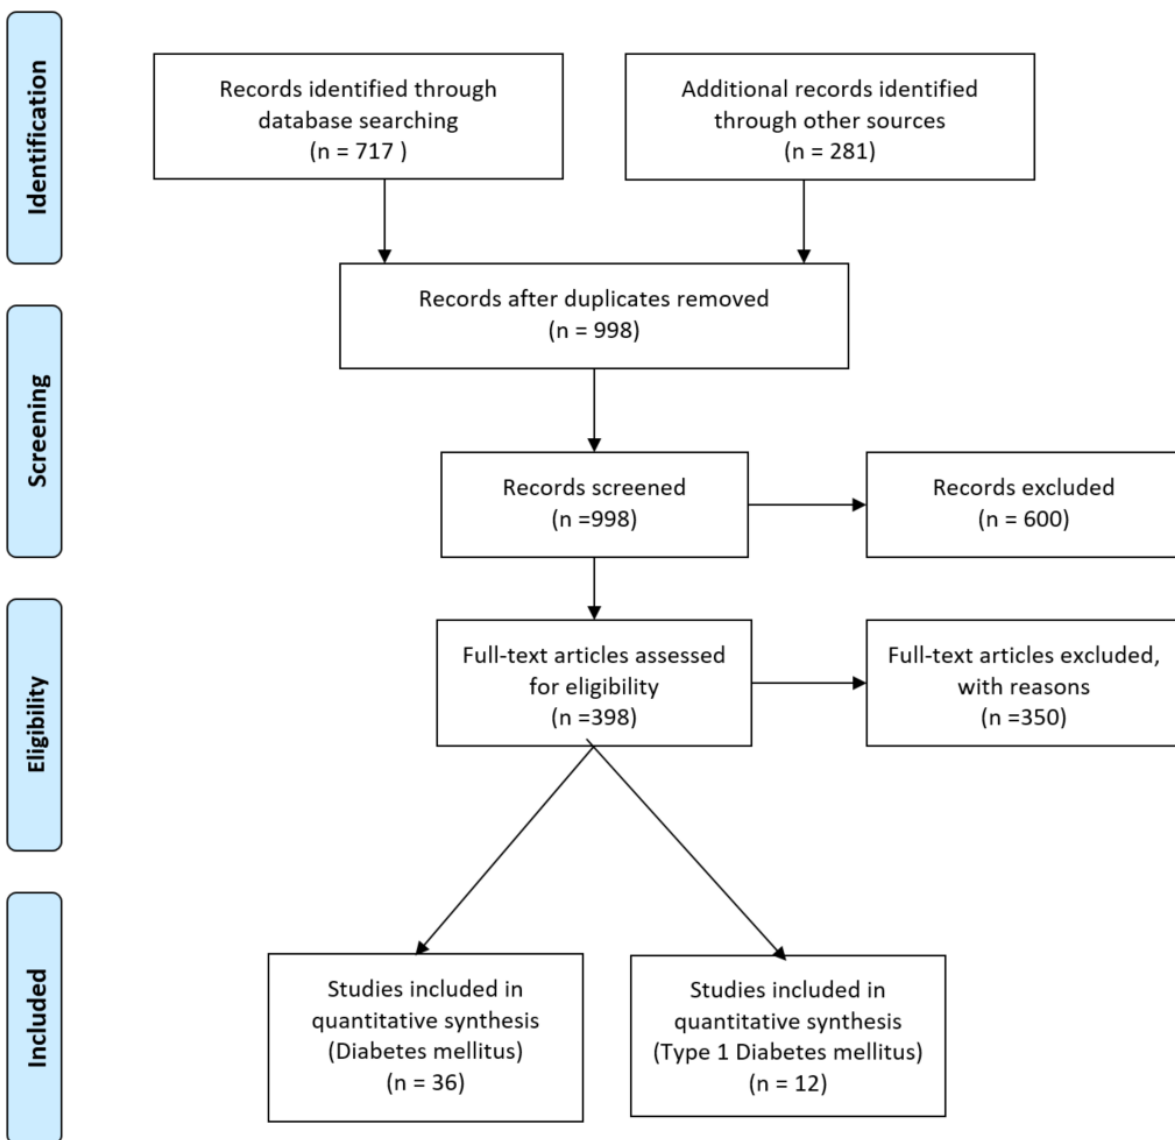 Identification
Records identified through
database searching
(n = 717 )
Additional records identified
through other sources
(n = 281)
Records after duplicates removed
(n = 998)
Screening
Records screened
(n =998)
Records excluded
(n = 600)
Eligibility
Full-text articles assessed
for eligibility
(n =398)
Full-text articles excluded,
with reasons
(n =350)
Included
Studies included in
quantitative synthesis
(Diabetes mellitus)
(n = 36)
Studies included in
quantitative synthesis
(Type 1 Diabetes mellitus)
(n = 12)